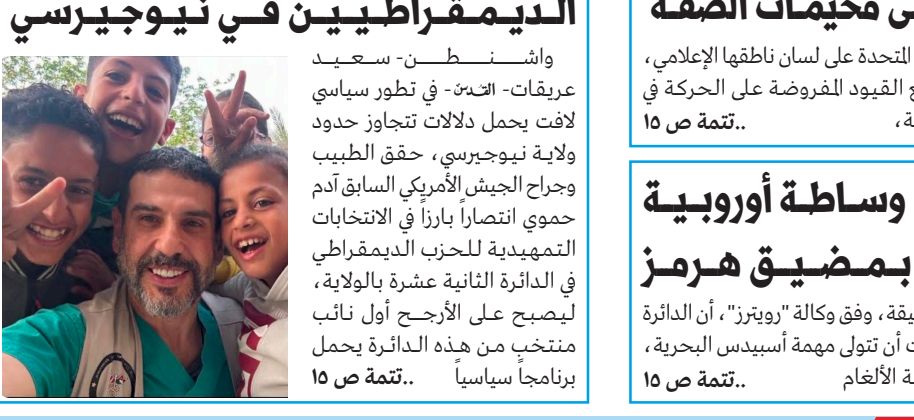 ى مخيمات الضفة
المتحدة على لسان ناطقها الإعلامي،
ع القيود المفروضة على الحركة في
ة، ..تتمة ص ١٥
وساطة أوروبية
بمضيق هرمز
يقة، وفق وكالة "رويترز"، أن الدائرة
ت أن تتولى مهمة أسبيدس البحرية،
ة الألغام ..تتمة ص ١٥
الديمقراطيين في نيوجيرسي
واشنطن- سعيد
عريقات- القدس- في تطور سياسي
لافت يحمل دلالات تتجاوز حدود
ولاية نيوجيرسي، حقق الطبيب
وجراح الجيش الأمريكي السابق آدم
حموي انتصاراً بارزاً في الانتخابات
التمهيدية للحزب الديمقراطي
في الدائرة الثانية عشرة بالولاية،
ليصبح على الأرجح أول نائب
منتخب من هذه الدائرة يحمل
برنامجاً سياسياً ..تتمة ص ١٥